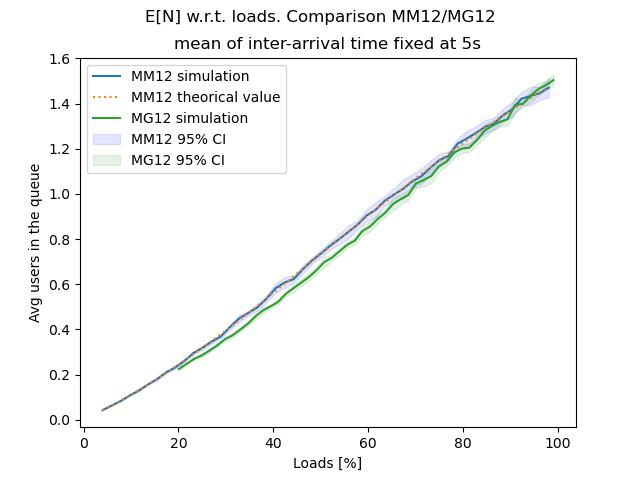 E[N] w.r.t. loads. Comparison MM12/MG12
mean of inter-arrival time fixed at 5s
MM12 simulation
MM12 theorical value
MG12 simulation
MM12 95% CI
MG12 95% CI
Avg users in the queue
1.6
1.4
1.2
1.0
0.8
0.6
0.4
0.2
0.0
0 20 40 60 80 100
Loads [%]